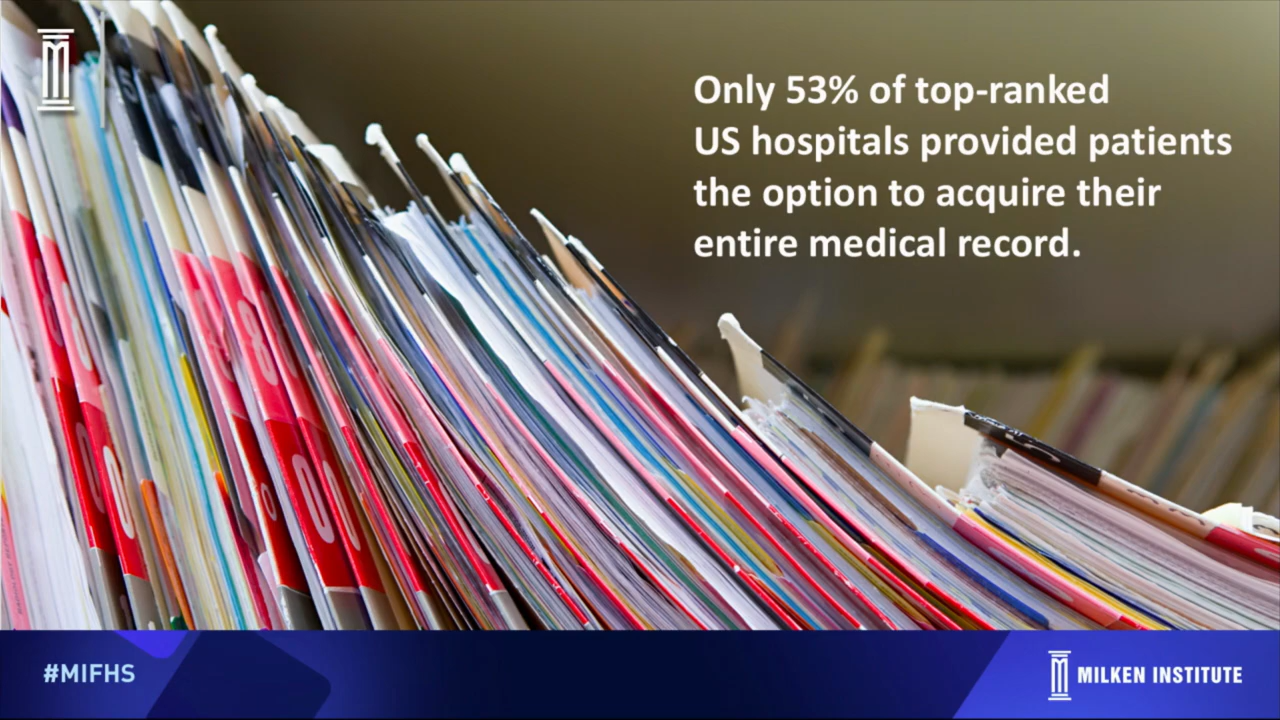 Only 53% of top-ranked
US hospitals provided patients
the option to acquire their
entire medical record.
#MIFHS
MILKEN INSTITUTE